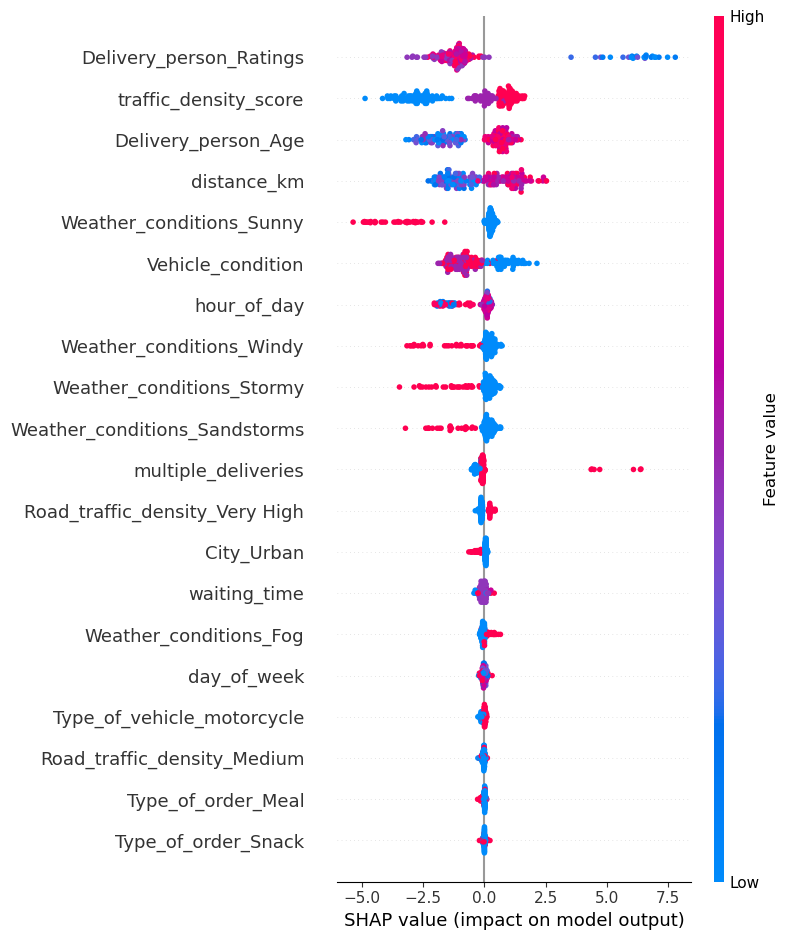 High
Delivery_person_Ratings
traffic_density_score
Delivery_person_Age
distance_km
Weather_conditions_Sunny
Vehicle_condition
hour_of_day
Weather_conditions_Windy
Weather_conditions_Stormy
Weather_conditions_Sandstorms
multiple_deliveries
Road_traffic_density_Very High
City_Urban
waiting_time
Weather_conditions_Fog
day_of_week
Type_of_vehicle_motorcycle
Road_traffic_density_Medium
Type_of_order_Meal
Type_of_order_Snack
Feature value
Low
−5.0 −2.5 0.0 2.5 5.0 7.5
SHAP value (impact on model output)